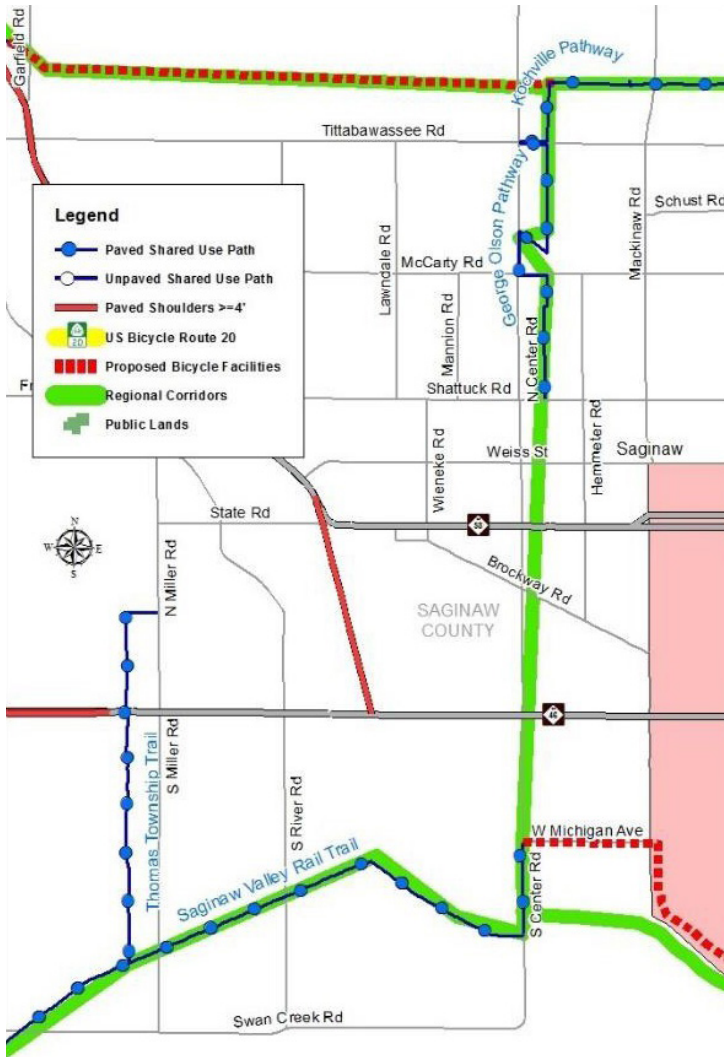 Garfield Rd
Kochville Pathway
Tittabawassee Rd
George Olson Pathway
Lawndale Rd
Mackinaw Rd
Schust Rd
McCarty Rd
Mannion Rd
N Center Rd
Shattuck Rd
Hemmeter Rd
Wieneke Rd
Weiss St
Saginaw
Legend
Paved Shared Use Path
Unpaved Shared Use Path
Paved Shoulders >=4'
20
US Bicycle Route 20
Proposed Bicycle Facilities
Regional Corridors
Public Lands
Fr
State Rd
58
N
W
E
S
Brockway Rd
N Miller Rd
SAGINAW
COUNTY
46
S Miller Rd
Thomas Township Trail
S River Rd
W Michigan Ave
Saginaw Valley Rail Trail
S Center Rd
Swan Creek Rd